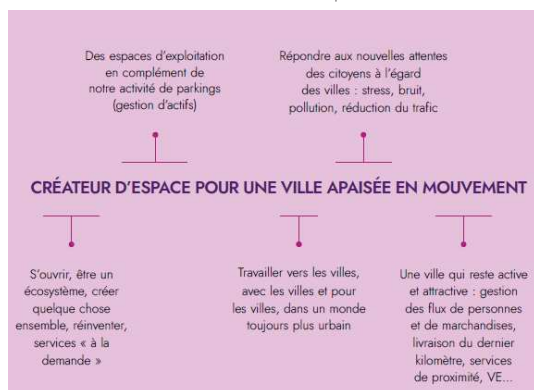 Des espaces d'exploitation
en complément de
notre activité de parkings
(gestion d'actifs)
Répondre aux nouvelles attentes
des citoyens à l'égard
des villes : stress, bruit,
pollution, réduction du trafic
CRÉATEUR D'ESPACE POUR UNE VILLE APAISÉE EN MOUVEMENT
S'ouvrir, être un
écosystème, créer
quelque chose
ensemble, réinventer,
services « à la
demande »
Travailler vers les villes,
avec les villes et pour
les villes, dans un monde
toujours plus urbain
Une ville qui reste active
et attractive : gestion
des flux de personnes
et de marchandises,
livraison du dernier
kilomètre, services
de proximité, VE...